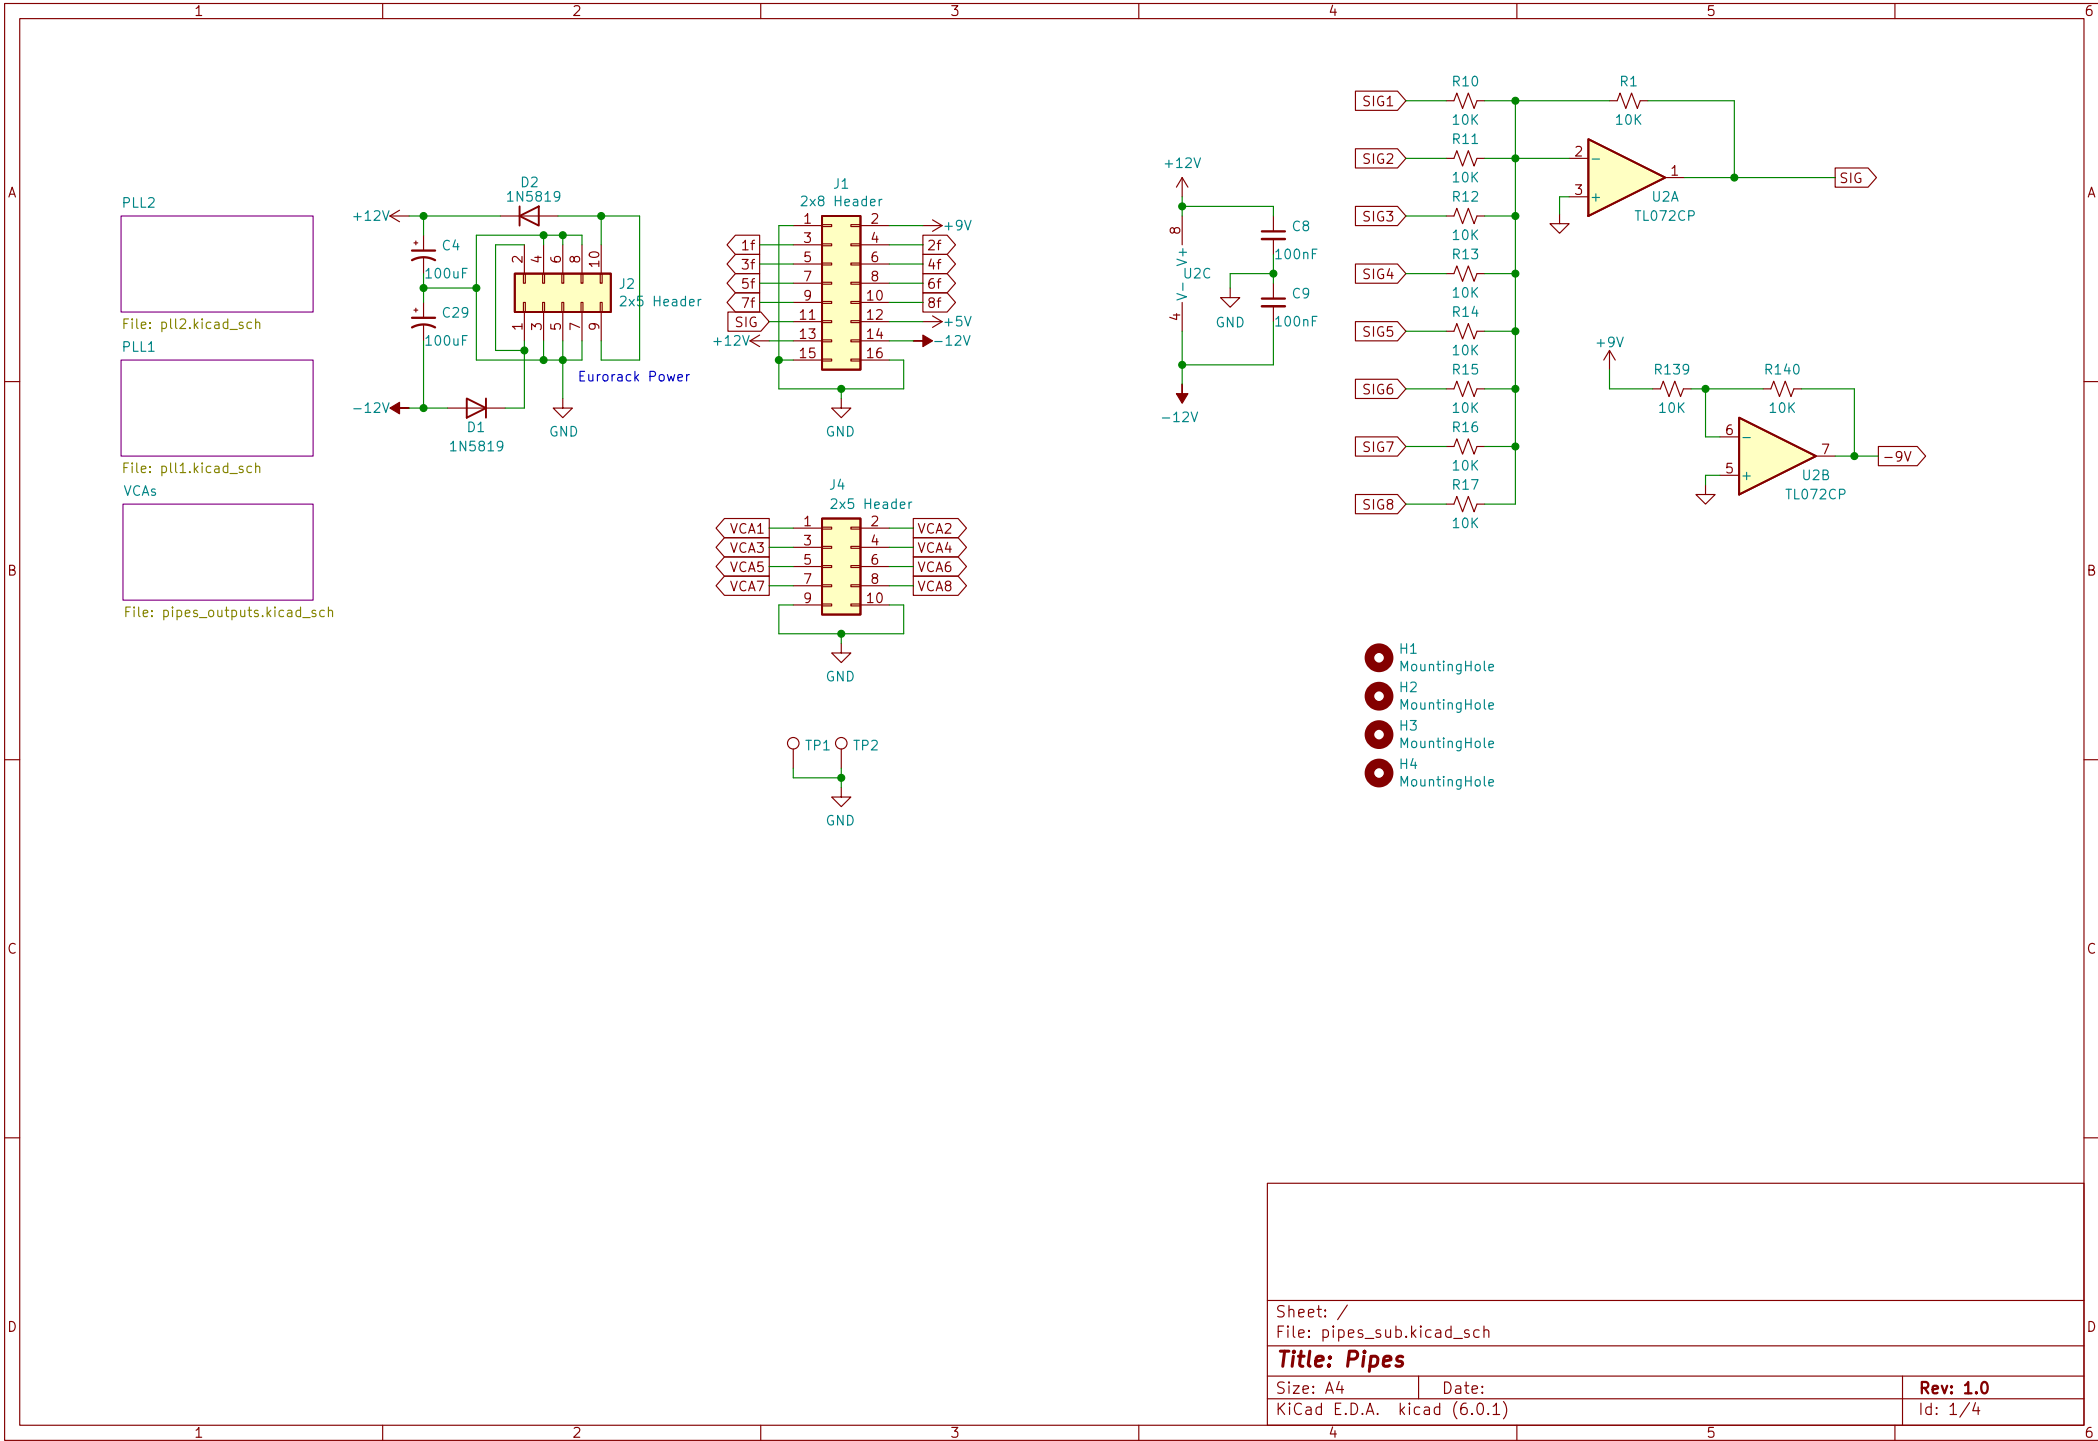 1 2 3 4 5 6
A
B
C
D
PLL2
File: pll2.kicad_sch
PLL1
File: pll1.kicad_sch
VCAs
File: pipes_outputs.kicad_sch
D2
1N5819
+12V
C4
100uF
C29
100uF
2 4 6 8 10
J2
2x5 Header
1 3 5 7 9
Eurorack Power
-12V
D1
1N5819
GND
J1
2x8 Header
1 2 +9V
1f 3 4 2f
3f 5 6 4f
5f 7 8 6f
7f 9 10 8f
SIG 11 12 +5V
+12V 13 14 -12V
15 16
GND
J4
2x5 Header
VCA1 1 2 VCA2
VCA3 3 4 VCA4
VCA5 5 6 VCA6
VCA7 7 8 VCA8
9 10
GND
TP1 TP2
GND
+12V
8
V+
U2C
V-
4
C8
100nF
GND
C9
100nF
-12V
SIG1 R10
10K
SIG2 R11
10K
SIG3 R12
10K
SIG4 R13
10K
SIG5 R14
10K
SIG6 R15
10K
SIG7 R16
10K
SIG8 R17
10K
R1
10K
2 -
3 +
1
U2A
TL072CP
SIG
+9V
R139
10K
R140
10K
6 -
5 +
7
U2B
TL072CP
-9V
H1
MountingHole
H2
MountingHole
H3
MountingHole
H4
MountingHole
Sheet: /
File: pipes_sub.kicad_sch
Title: Pipes
Size: A4 Date: Rev: 1.0
KiCad E.D.A. kicad (6.0.1) Id: 1/4
A
B
C
D
1 2 3 4 5 6